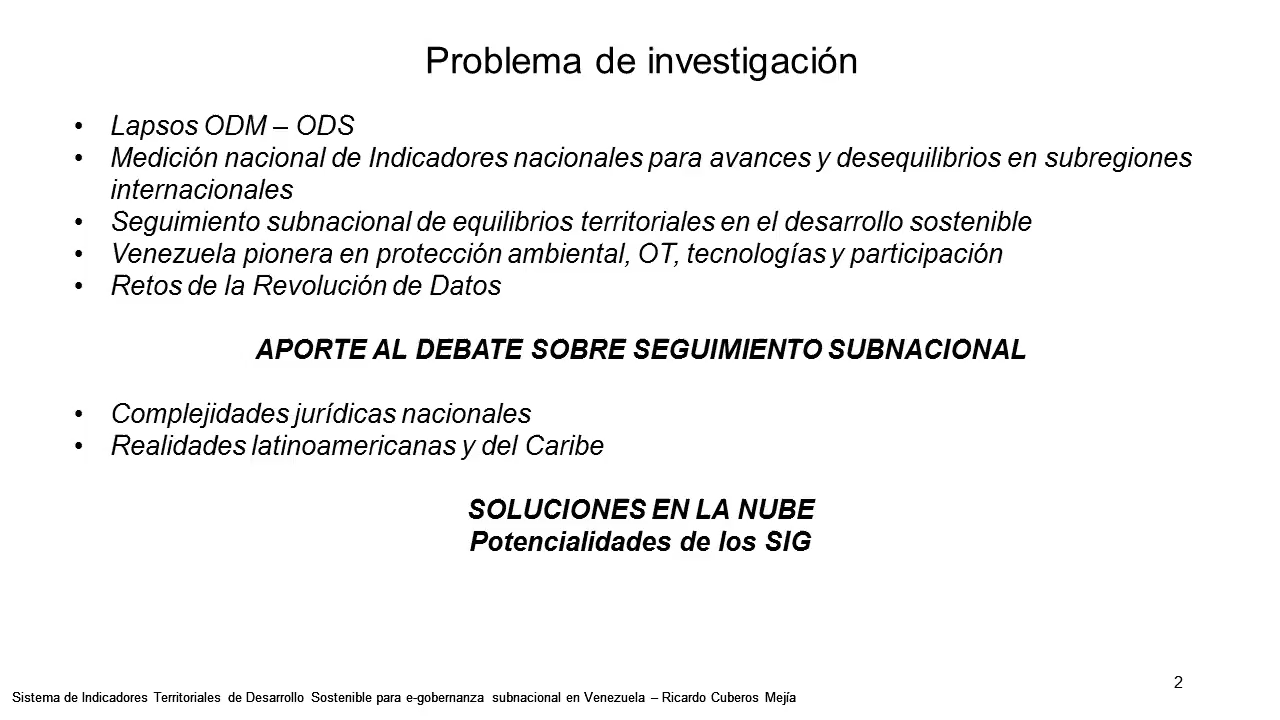 Problema de investigación
• Lapsos ODM – ODS
• Medición nacional de Indicadores nacionales para avances y desequilibrios en subregiones
internacionales
• Seguimiento subnacional de equilibrios territoriales en el desarrollo sostenible
• Venezuela pionera en protección ambiental, OT, tecnologías y participación
• Retos de la Revolución de Datos
APORTE AL DEBATE SOBRE SEGUIMIENTO SUBNACIONAL
• Complejidades jurídicas nacionales
• Realidades latinoamericanas y del Caribe
SOLUCIONES EN LA NUBE
Potencialidades de los SIG
2
Sistema de Indicadores Territoriales de Desarrollo Sostenible para e-gobernanza subnacional en Venezuela – Ricardo Cuberos Mejía